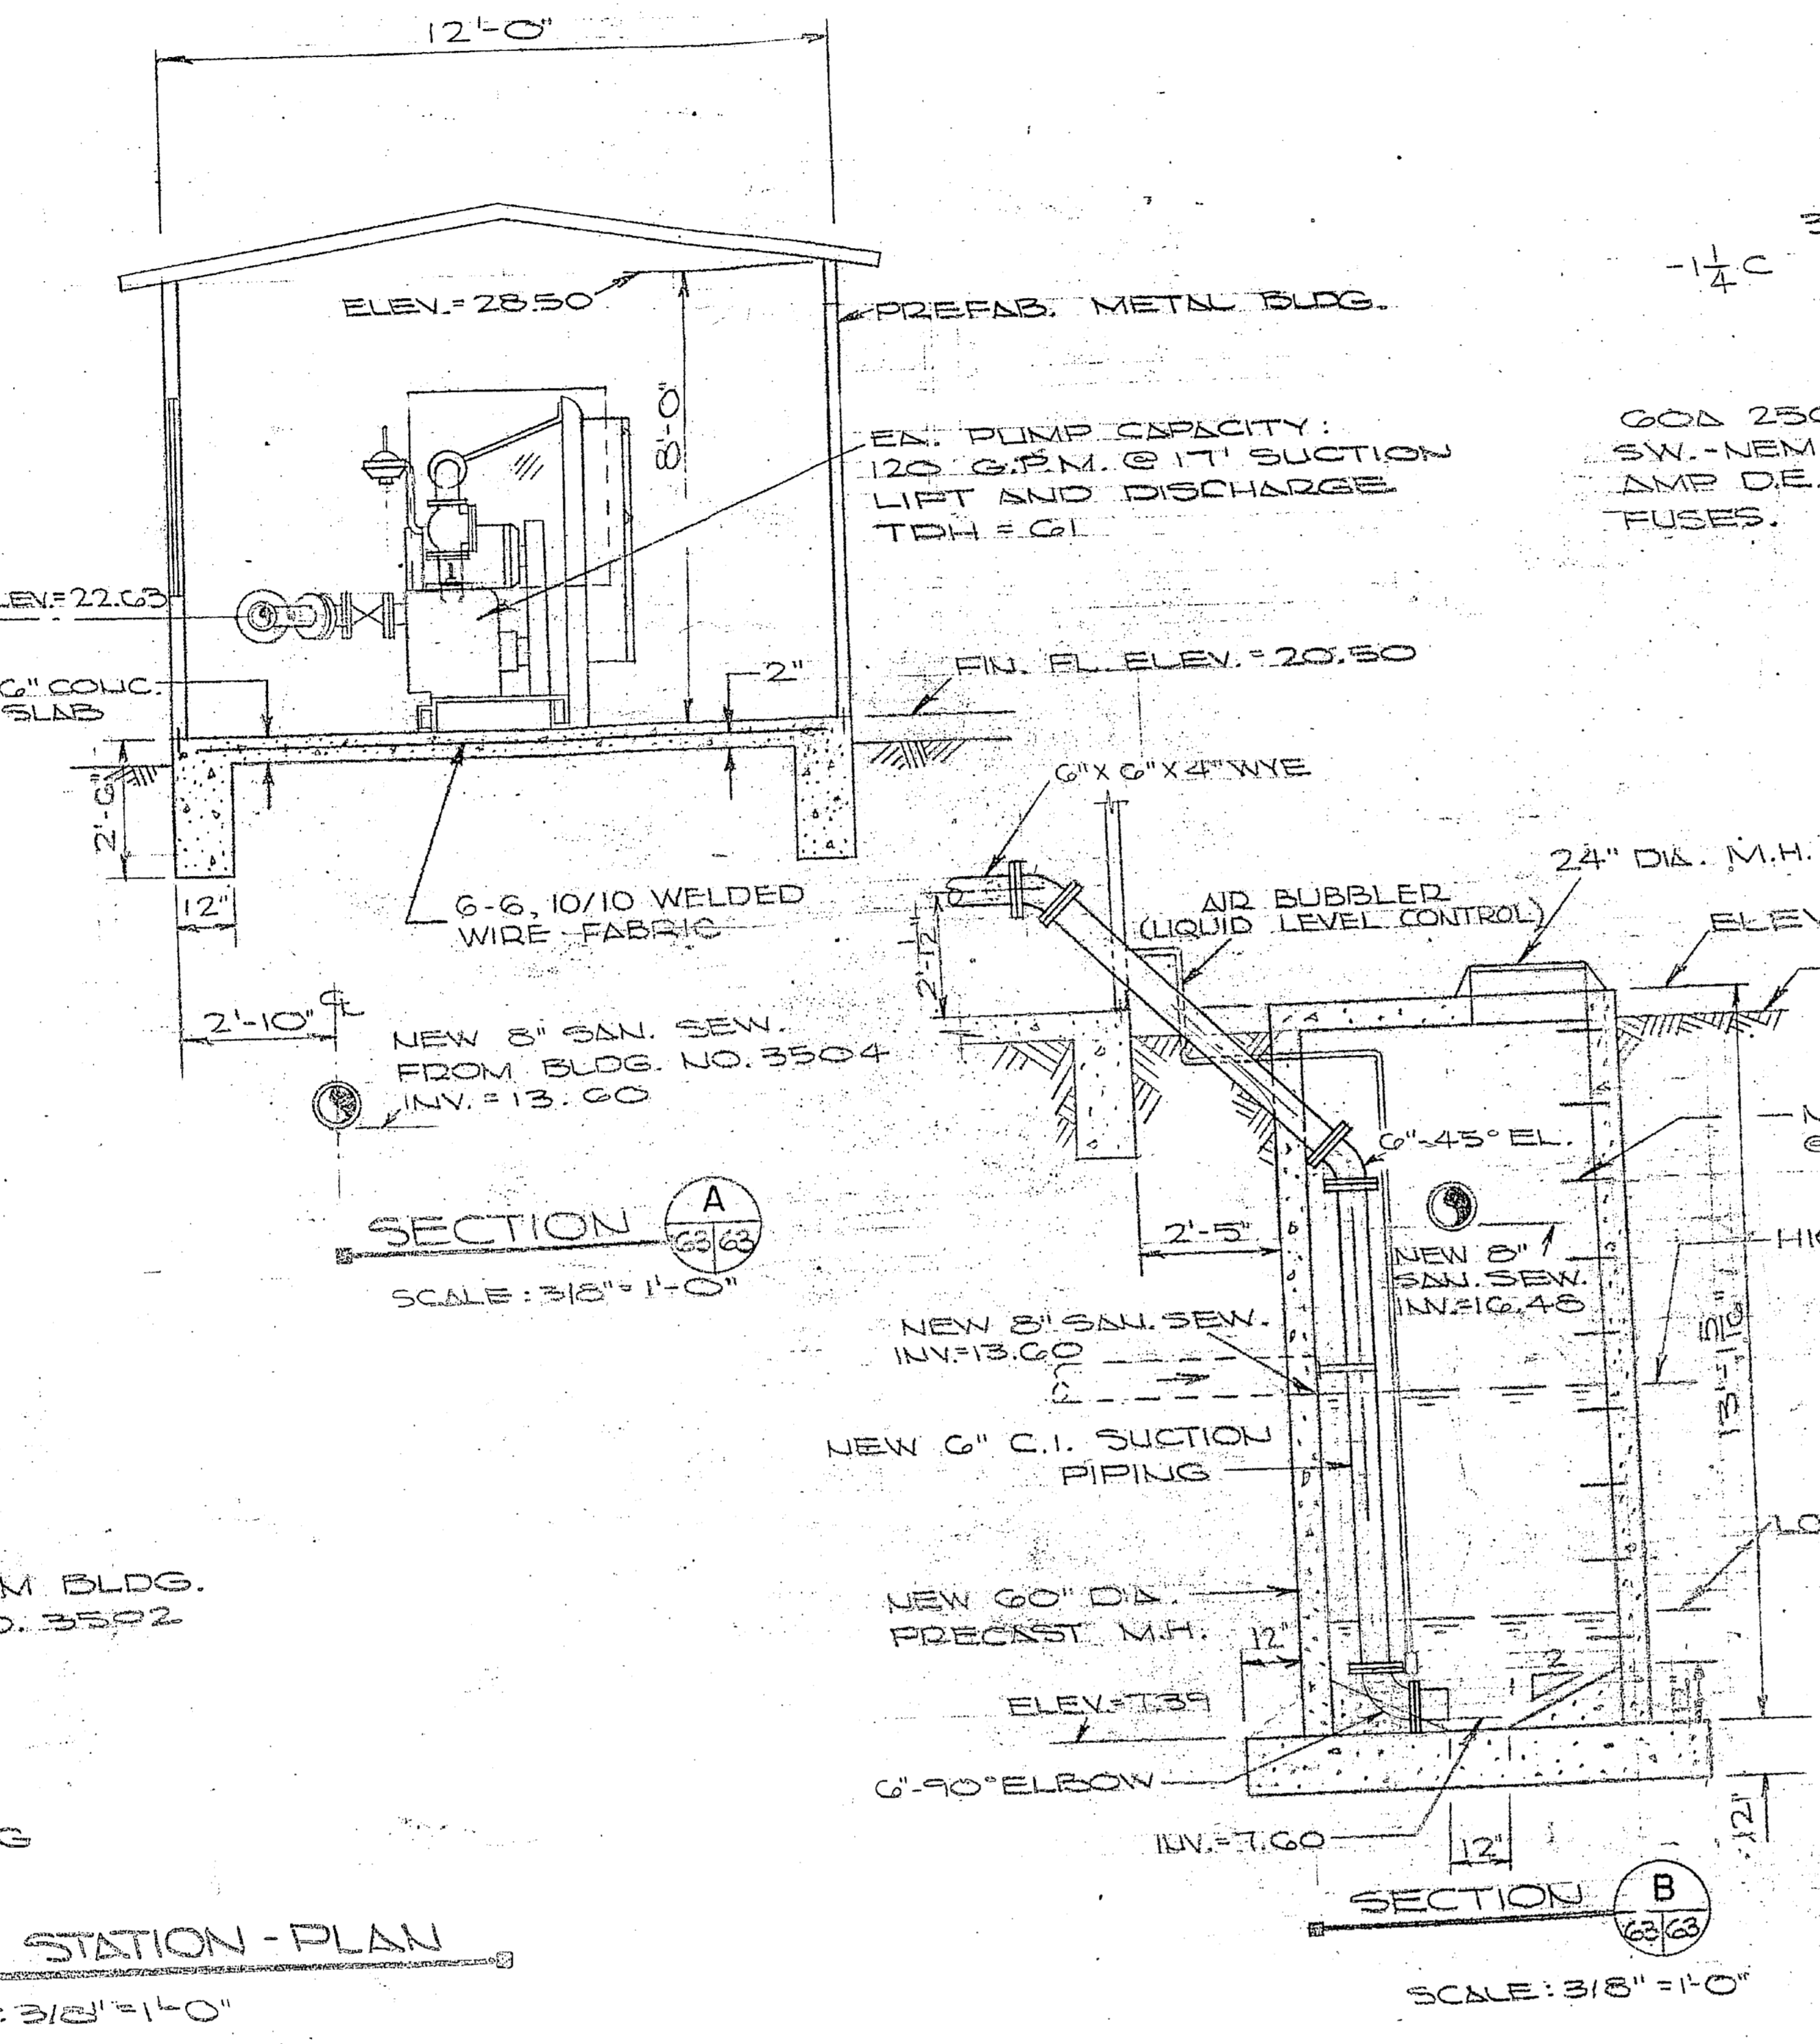 12'-0"
ELEV.=28.50
PREFAB. METAL BLDG.
8'-0"
EA. PUMP CAPACITY:
120 G.P.M. @ 17' SUCTION
LIFT AND DISCHARGE
TDH = 61
-1 1/4 C
60A 250
SW.-NEM
AMP D.E.
FUSES.
LEV.=22.63
6" CONC.
SLAB
2"
FIN. FL. ELEV. = 20.50
2'-6"
12"
6-6, 10/10 WELDED
WIRE FABRIC
2'-10"
CL
NEW 8" SAN. SEW.
FROM BLDG. NO. 3504
INV. = 13.60
SECTION A
63 63
SCALE: 3/8" = 1'-0"
6" X 6" X 4" WYE
24" DIA. M.H.
AIR BUBBLER
(LIQUID LEVEL CONTROL)
ELEV
2'-1 1/2"
6"-45° EL.
2'-5"
NEW 8"
SAN. SEW.
INV.=16.48
HIG
NEW 8" SAN. SEW.
INV.=13.60
NEW 6" C.I. SUCTION
PIPING
LO
NEW 60" DIA.
PRECAST M.H.
12"
2
1
ELEV.=7.39
6"-90° ELBOW
INV.=7.60
12"
12"
SECTION B
63 63
SCALE: 3/8" = 1'-0"
M BLDG.
O. 3502
G
STATION - PLAN
: 3/8" = 1'-0"